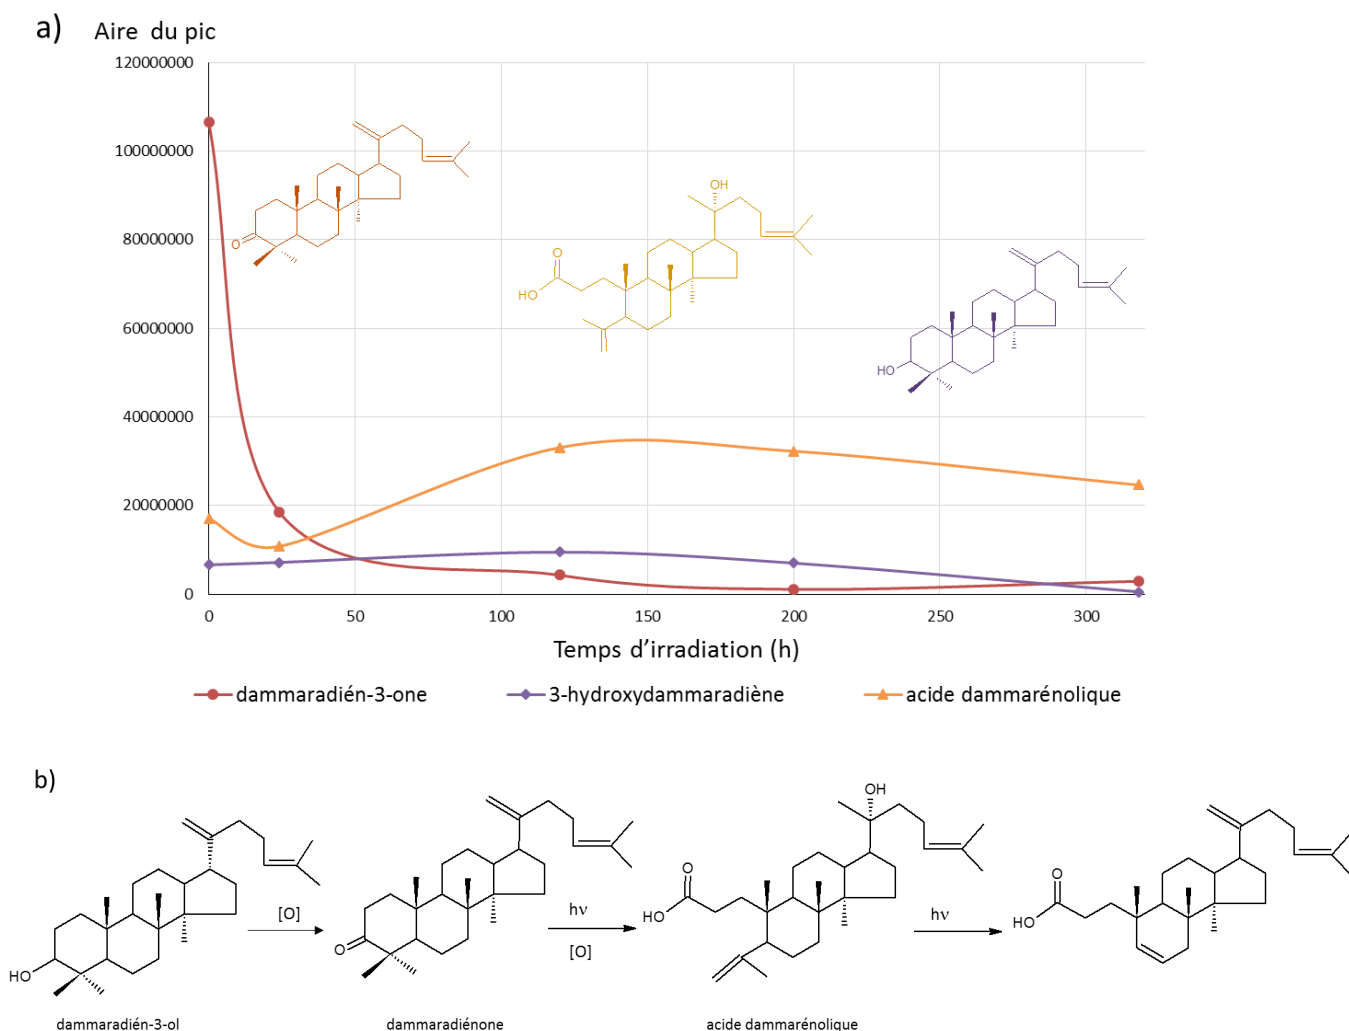 a) Aire du pic
120000000
100000000
80000000
60000000
40000000
20000000
0
O
OH
O
HO
HO
0 50 100 150 200 250 300
Temps d’irradiation (h)
dammaradién-3-one 3-hydroxydammaradiène acide dammarénolique
b)
OH
O
O
HO
HO
[O]
hν
[O]
hν
O
HO
dammaradién-3-ol dammaradiénone acide dammarénolique